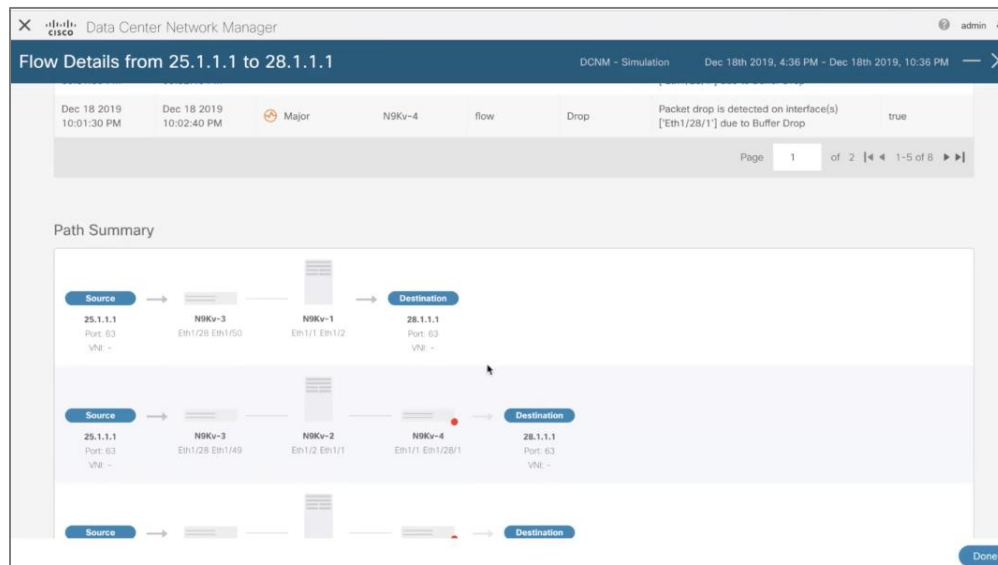 CISCO Data Center Network Manager admin
Flow Details from 25.1.1.1 to 28.1.1.1 DCNM - Simulation Dec 18th 2019, 4:36 PM - Dec 18th 2019, 10:36 PM
Dec 18 2019 Dec 18 2019 Major N9Kv-4 flow Drop Packet drop is detected on interface(s) true
10:01:30 PM 10:02:40 PM ['Eth1/28/1'] due to Buffer Drop
Page 1 of 2 1-5 of 8
Path Summary
Source Destination
25.1.1.1 N9Kv-3 N9Kv-1 28.1.1.1
Port: 63 Eth1/28 Eth1/50 Eth1/1 Eth1/2 Port: 63
VNI: - VNI: -
Source Destination
25.1.1.1 N9Kv-3 N9Kv-2 N9Kv-4 28.1.1.1
Port: 63 Eth1/28 Eth1/49 Eth1/2 Eth1/1 Eth1/1 Eth1/28/1 Port: 63
VNI: - VNI: -
Source Destination
Done